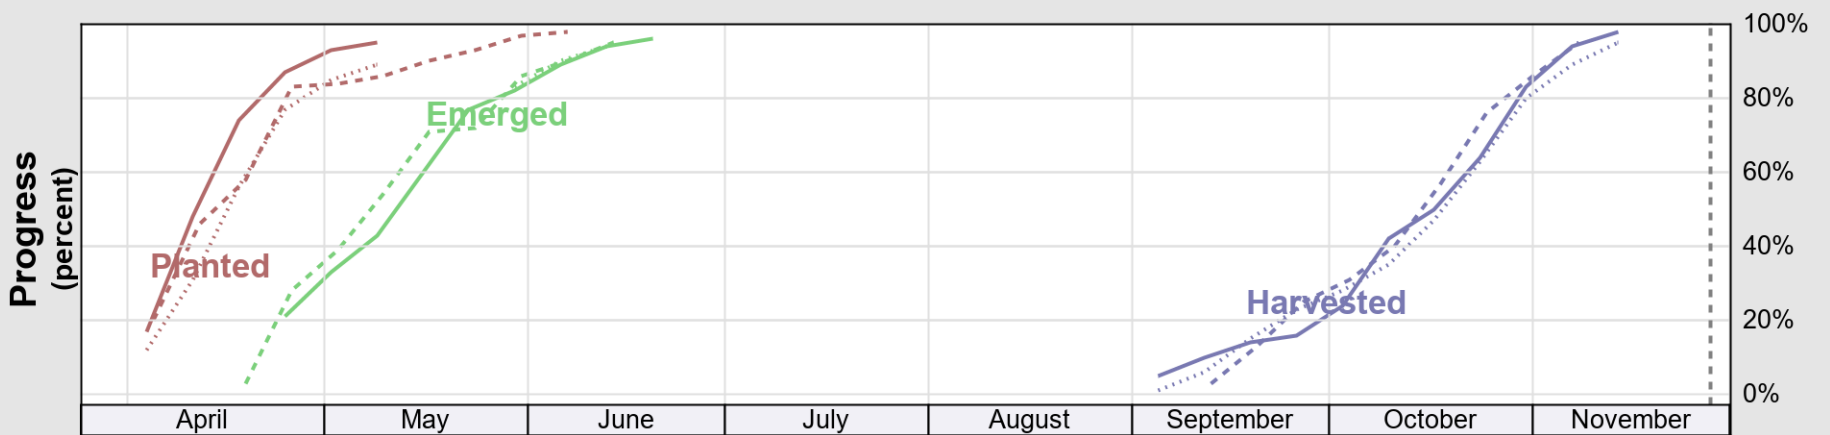 Progress
(percent)
Planted
Emerged
Harvested
100%
80%
60%
40%
20%
0%
April May June July August September October November